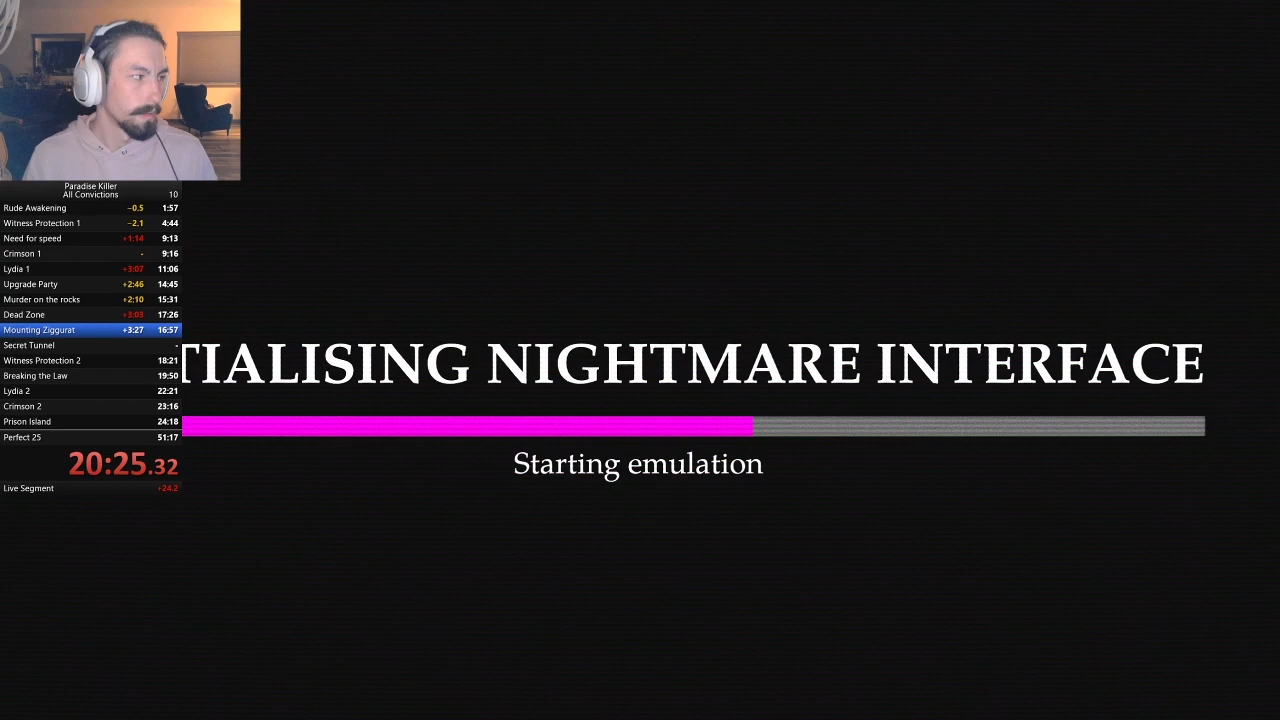 Paradise Killer
All Convictions 10
Rude Awakening −0.5 1:57
Witness Protection 1 −2.1 4:44
Need for speed +1:14 9:13
Crimson 1 - 9:16
Lydia 1 +3:07 11:06
Upgrade Party +2:46 14:45
Murder on the rocks +2:10 15:31
Dead Zone +3:03 17:26
Mounting Ziggurat +3:27 16:57
Secret Tunnel -
Witness Protection 2 18:21
Breaking the Law 19:50
Lydia 2 22:21
Crimson 2 23:16
Prison Island 24:18
Perfect 25 51:17
20:25.32
Live Segment +24.2
TIALISING NIGHTMARE INTERFACE
Starting emulation